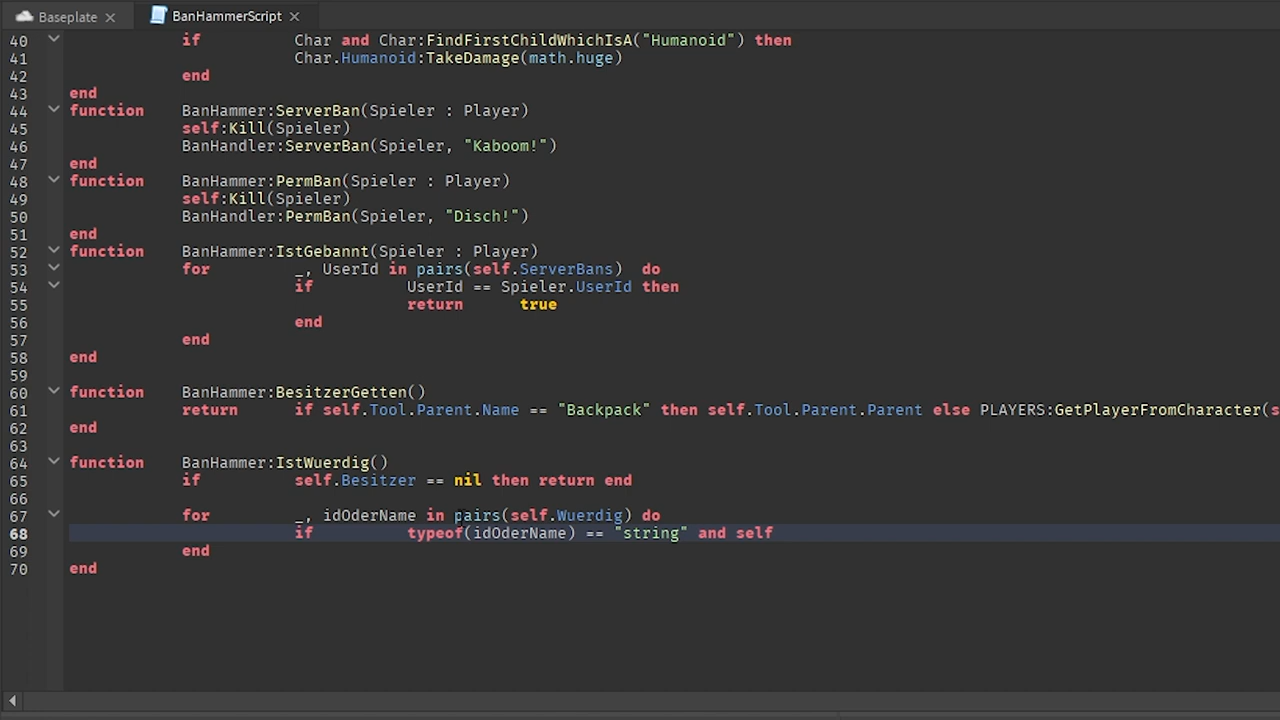 Baseplate
BanHammerScript
40 if Char and Char:FindFirstChildWhichIsA("Humanoid") then
41 Char.Humanoid:TakeDamage(math.huge)
42 end
43 end
44 function BanHammer:ServerBan(Spieler : Player)
45 self:Kill(Spieler)
46 BanHandler:ServerBan(Spieler, "Kaboom!")
47 end
48 function BanHammer:PermBan(Spieler : Player)
49 self:Kill(Spieler)
50 BanHandler:PermBan(Spieler, "Disch!")
51 end
52 function BanHammer:IstGebannt(Spieler : Player)
53 for _, UserId in pairs(self.ServerBans) do
54 if UserId == Spieler.UserId then
55 return true
56 end
57 end
58 end
59
60 function BanHammer:BesitzerGetten()
61 return if self.Tool.Parent.Name == "Backpack" then self.Tool.Parent.Parent else PLAYERS:GetPlayerFromCharacter(s
62 end
63
64 function BanHammer:IstWuerdig()
65 if self.Besitzer == nil then return end
66
67 for _, idOderName in pairs(self.Wuerdig) do
68 if typeof(idOderName) == "string" and self
69 end
70 end